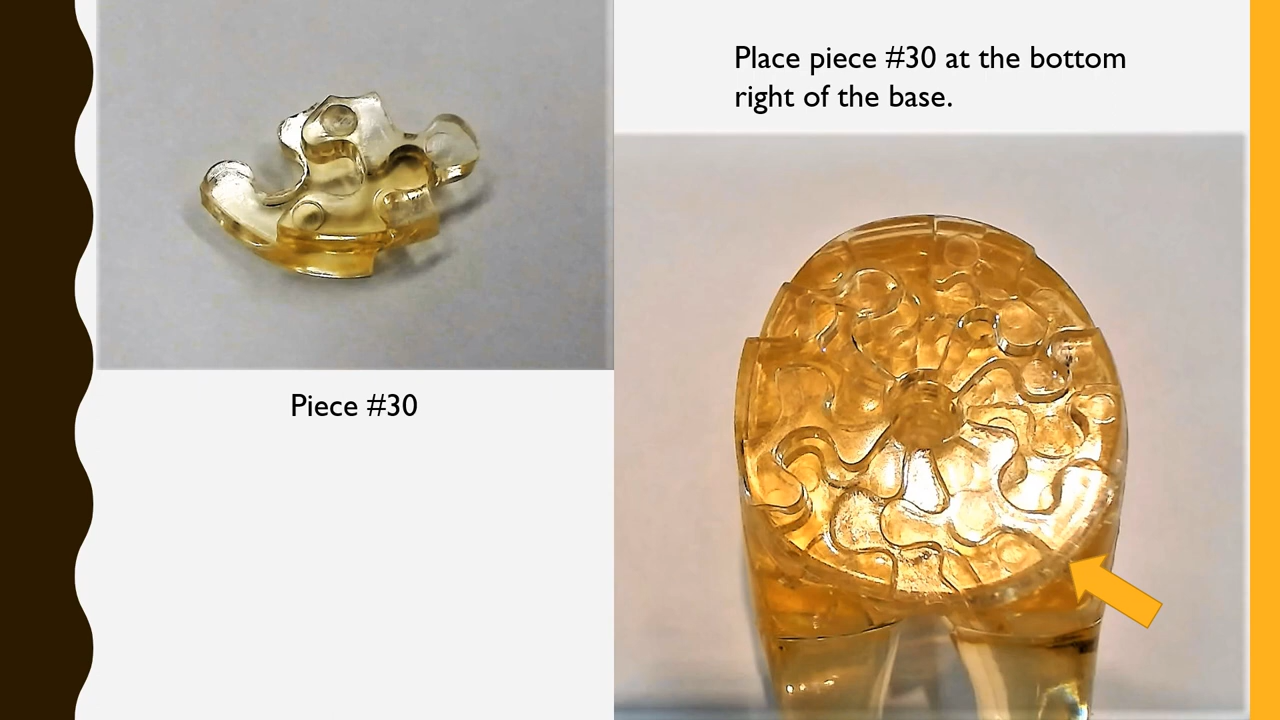 Place piece #30 at the bottom
right of the base.
Piece #30